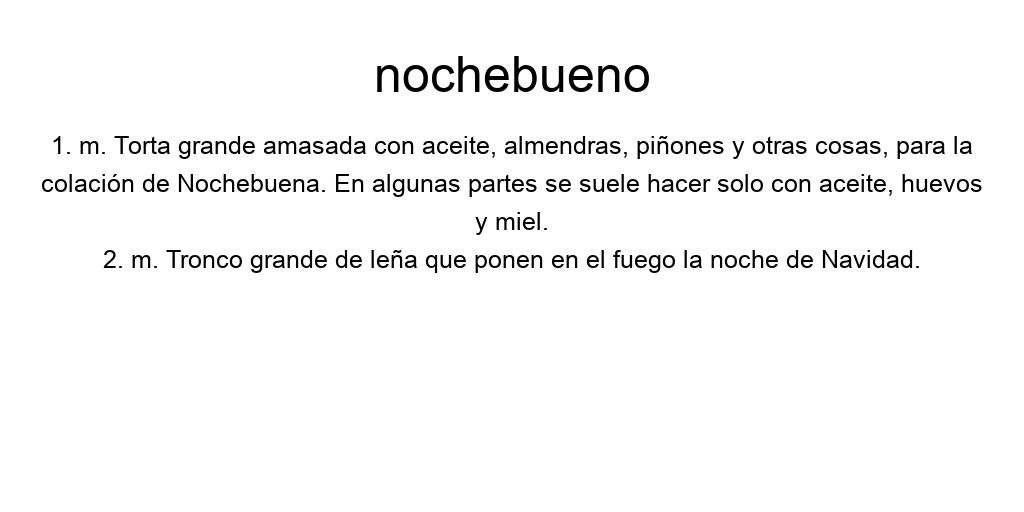 nochebueno
1. m. Torta grande amasada con aceite, almendras, piñones y otras cosas, para la
colación de Nochebuena. En algunas partes se suele hacer solo con aceite, huevos
y miel.
2. m. Tronco grande de leña que ponen en el fuego la noche de Navidad.